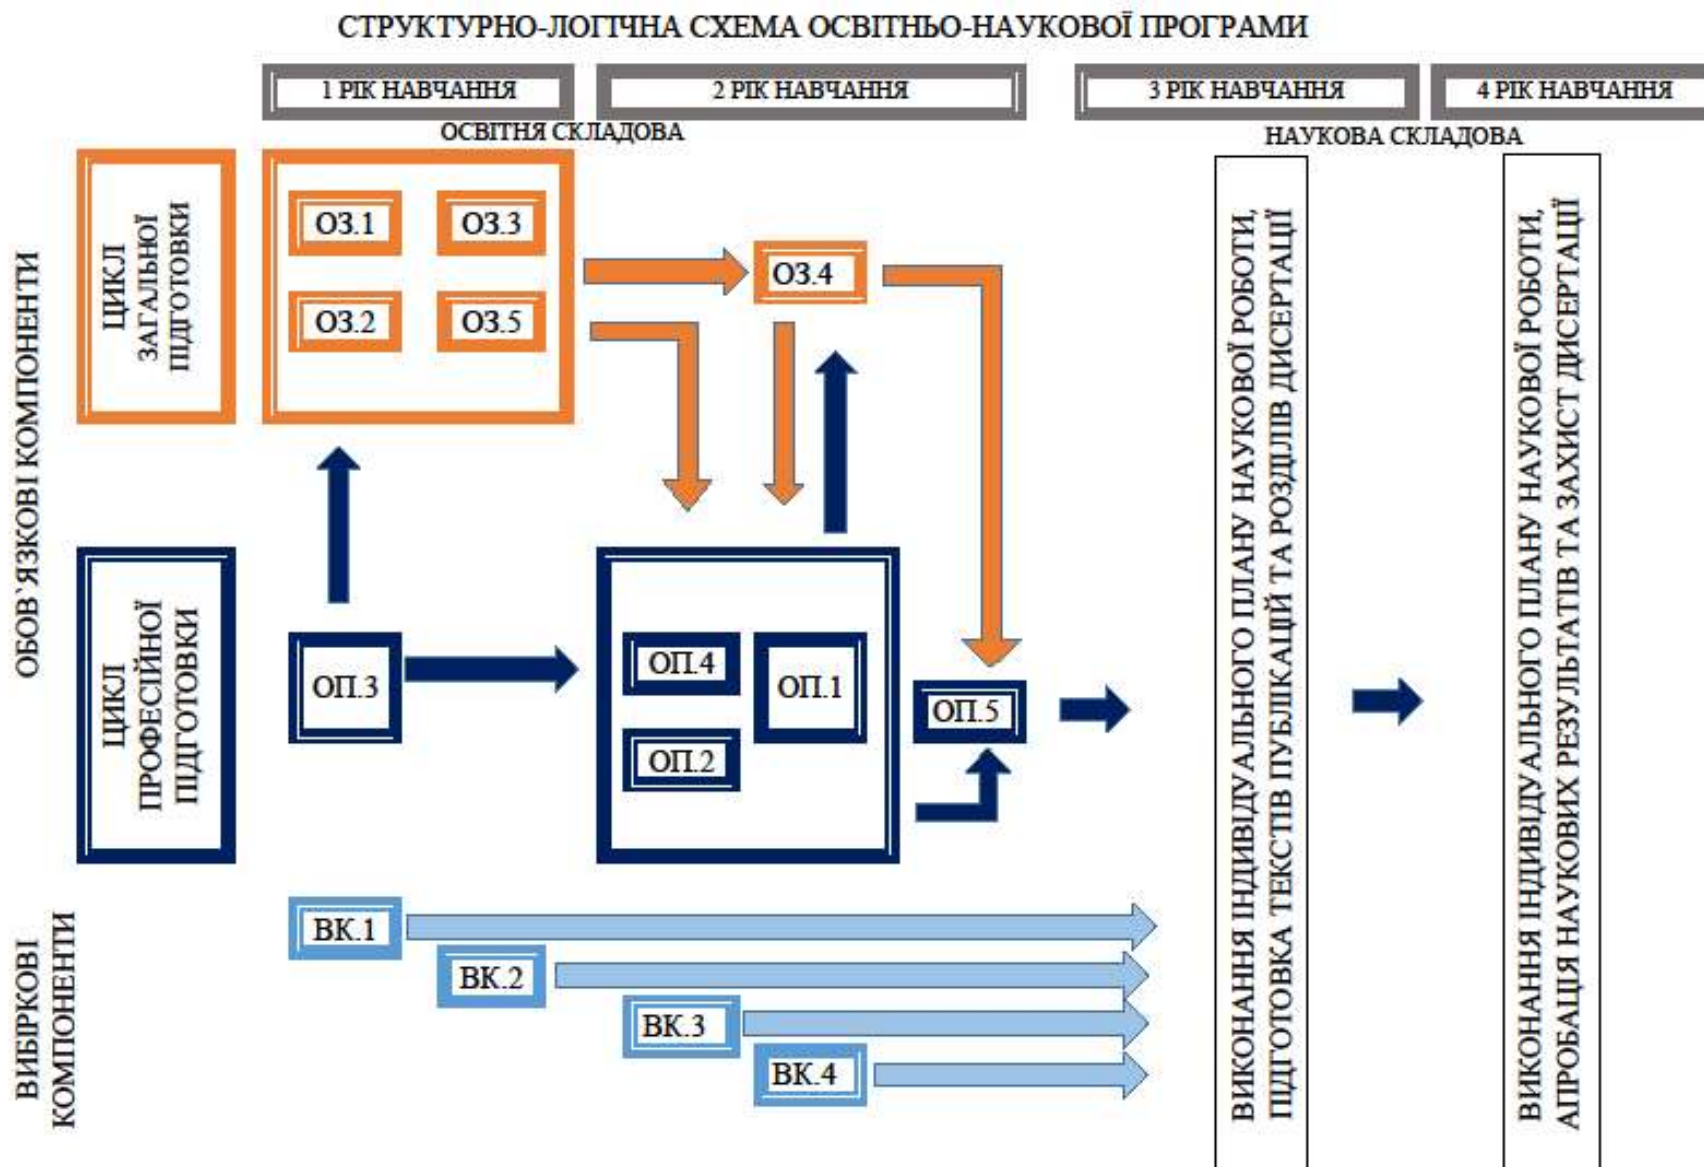 СТРУКТУРНО-ЛОГІЧНА СХЕМА ОСВІТНЬО-НАУКОВОЇ ПРОГРАМИ
1 РІК НАВЧАННЯ
2 РІК НАВЧАННЯ
3 РІК НАВЧАННЯ
4 РІК НАВЧАННЯ
ОСВІТНЯ СКЛАДОВА
НАУКОВА СКЛАДОВА
ОБОВ`ЯЗКОВІ КОМПОНЕНТИ
ЦИКЛ
ЗАГАЛЬНОЇ
ПІДГОТОВКИ
ОЗ.1
ОЗ.3
ОЗ.2
ОЗ.5
ОЗ.4
ЦИКЛ
ПРОФЕСІЙНОЇ
ПІДГОТОВКИ
ОП.3
ОП.4
ОП.1
ОП.2
ОП.5
ВИБІРКОВІ
КОМПОНЕНТИ
ВК.1
ВК.2
ВК.3
ВК.4
ВИКОНАННЯ ІНДИВІДУАЛЬНОГО ПЛАНУ НАУКОВОЇ РОБОТИ,
ПІДГОТОВКА ТЕКСТІВ ПУБЛІКАЦІЙ ТА РОЗДІЛІВ ДИСЕРТАЦІЇ
ВИКОНАННЯ ІНДИВІДУАЛЬНОГО ПЛАНУ НАУКОВОЇ РОБОТИ,
АПРОБАЦІЯ НАУКОВИХ РЕЗУЛЬТАТІВ ТА ЗАХИСТ ДИСЕРТАЦІЇ